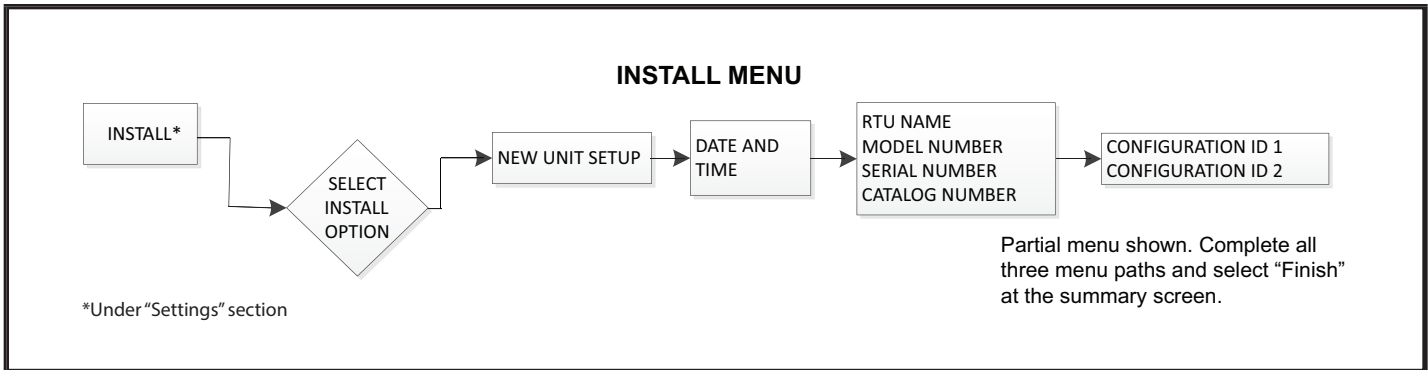 INSTALL MENU
INSTALL*
SELECT
INSTALL
OPTION
NEW UNIT SETUP
DATE AND
TIME
RTU NAME
MODEL NUMBER
SERIAL NUMBER
CATALOG NUMBER
CONFIGURATION ID 1
CONFIGURATION ID 2
Partial menu shown. Complete all
three menu paths and select “Finish”
at the summary screen.
*Under “Settings” section